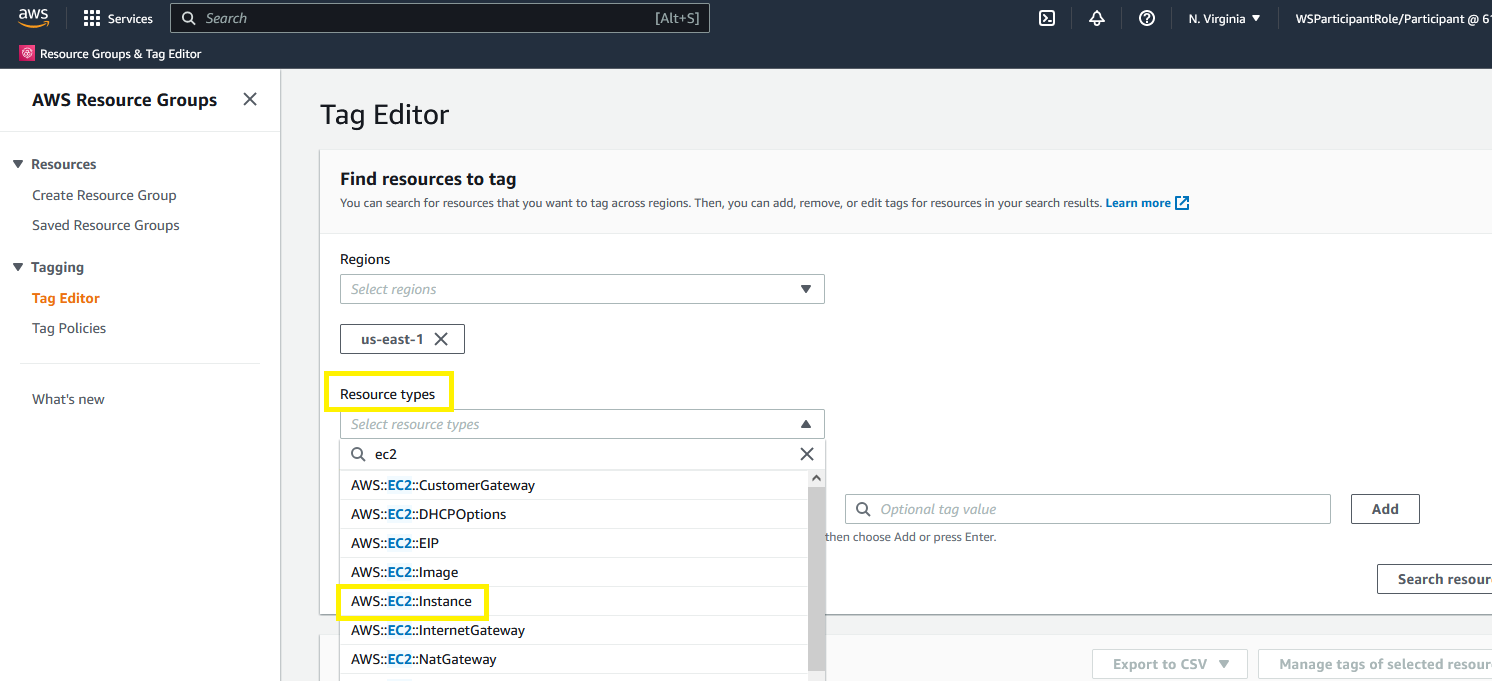 aws
Services
Search
[Alt+S]
N. Virginia
WSParticipantRole/Participant @
Resource Groups & Tag Editor
AWS Resource Groups
Resources
Create Resource Group
Saved Resource Groups
Tagging
Tag Editor
Tag Policies
What's new
Tag Editor
Find resources to tag
You can search for resources that you want to tag across regions. Then, you can add, remove, or edit tags for resources in your search results. Learn more
Regions
Select regions
us-east-1
Resource types
Select resource types
ec2
AWS::EC2::CustomerGateway
AWS::EC2::DHCPOptions
AWS::EC2::EIP
AWS::EC2::Image
AWS::EC2::Instance
AWS::EC2::InternetGateway
AWS::EC2::NatGateway
Optional tag value
Add
then choose Add or press Enter.
Search resour
Export to CSV
Manage tags of selected resour